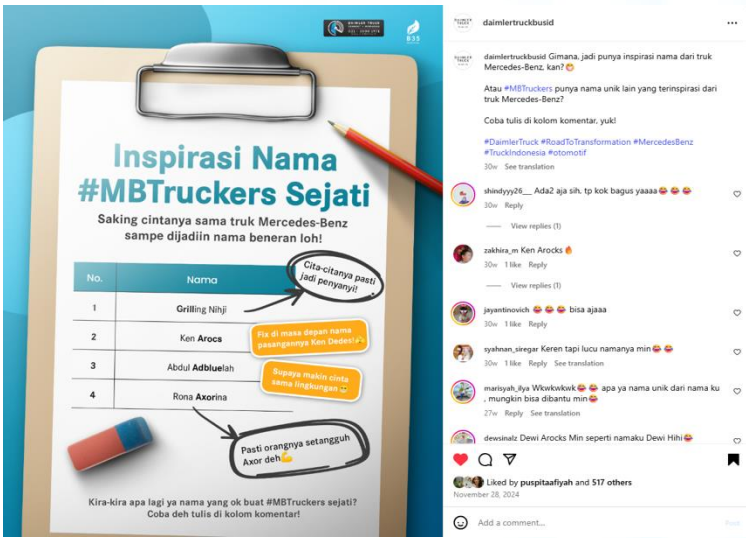 DAIMLER TRUCK
B35
Inspirasi Nama
#MBTruckers Sejati
Saking cintanya sama truk Mercedes-Benz
sampe dijadiin nama beneran loh!
No. Nama
1 Grilling Nihji
Cita-citanya pasti
jadi penyanyi!
2 Ken Arocs
Fix di masa depan nama
pasangannya Ken Dedes!
3 Abdul Adbluelah
Supaya makin cinta
sama lingkungan
4 Rona Axorina
Pasti orangnya setangguh
Axor deh💪
Kira-kira apa lagi ya nama yang ok buat #MBTruckers sejati?
Coba deh tulis di kolom komentar!
daimlertruckbusid
daimlertruckbusid Gimana, jadi punya inspirasi nama dari truk
Mercedes-Benz, kan?
Atau #MBTruckers punya nama unik lain yang terinspirasi dari
truk Mercedes-Benz?
Coba tulis di kolom komentar, yuk!
#DaimlerTruck #RoadToTransformation #MercedesBenz
#TruckIndonesia #otomotif
30w See translation
shindyyy26__ Ada2 aja sih, tp kok bagus yaaaa😂😂😂
30w Reply
View replies (1)
zakhira_m Ken Arocks🔥
30w 1 like Reply
View replies (1)
jayantinovich 😂😂😂 bisa ajaaa
30w 1 like Reply
syahnan_siregar Keren tapi lucu namanya min😂😂
30w 1 like Reply See translation
marisyah_ilya Wkwkwkwk😂😂 apa ya nama unik dari nama ku
, mungkin bisa dibantu min😂
27w Reply See translation
dewsinalz Dewi Arocks Min seperti namaku Dewi Hihi😂
Liked by puspitaafiyah and 517 others
November 28, 2024
Add a comment...
Post